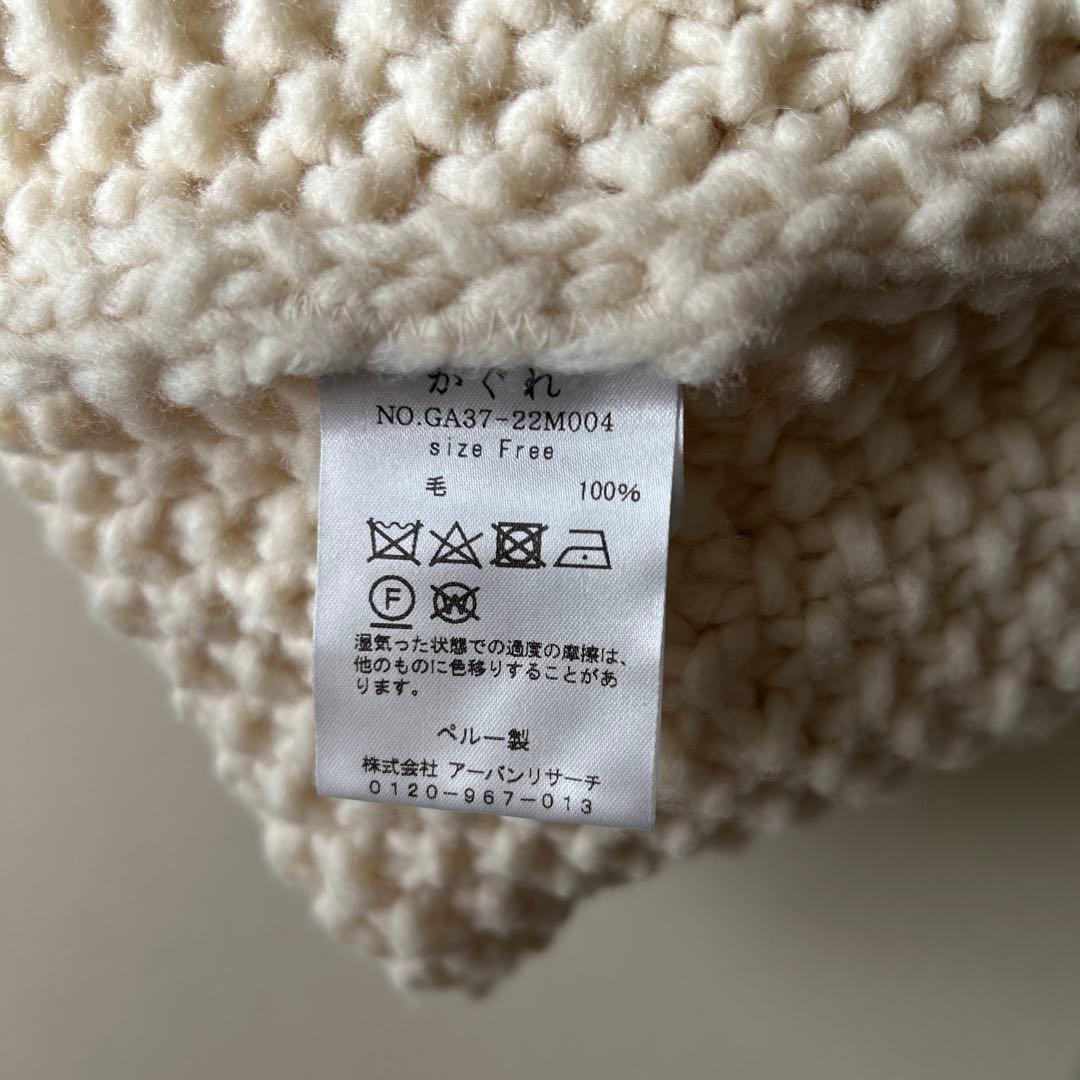 かぐれ
NO.GA37-22M004
size Free
毛 100%
F W
湿気った状態での過度の摩擦は、
他のものに色移りすることがあ
ります。
ペルー製
株式会社 アーバンリサーチ
0120-967-013